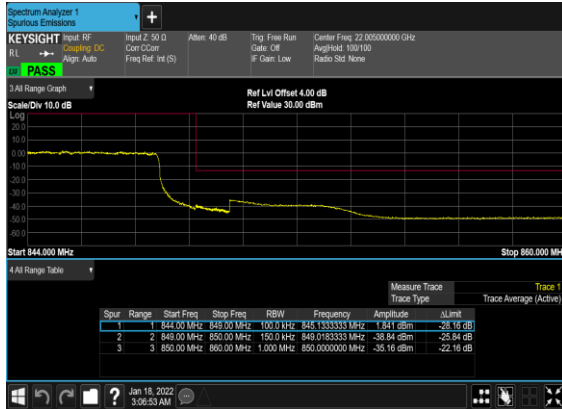 Spectrum Analyzer 1
Spurious Emissions
+
KEYSIGHT Input: RF Input Z: 50 Ω Atten: 40 dB Trig: Free Run Center Freq: 22.005000000 GHz
RL Coupling: DC Corr CCorr Gate: Off Avg|Hold: 100/100
Align: Auto Freq Ref: Int (S) IF Gain: Low Radio Std: None
PASS
3 All Range Graph
Ref Lvl Offset 4.00 dB
Scale/Div 10.0 dB Ref Value 30.00 dBm
Log
20.0
10.0
0.00
-10.0
-20.0
-30.0
-40.0
-50.0
-60.0
Start 844.000 MHz Stop 860.000 MHz
4 All Range Table
Measure Trace Trace 1
Trace Type Trace Average (Active)
Spur Range Start Freq Stop Freq RBW Frequency Amplitude ΔLimit
1 1 844.00 MHz 849.00 MHz 100.0 kHz 845.1333333 MHz 1.841 dBm -28.16 dB
2 2 849.00 MHz 850.00 MHz 150.0 kHz 849.0183333 MHz -38.84 dBm -25.84 dB
3 3 850.00 MHz 860.00 MHz 1.000 MHz 850.0000000 MHz -35.16 dBm -22.16 dB
?
Jan 18, 2022
3:06:53 AM